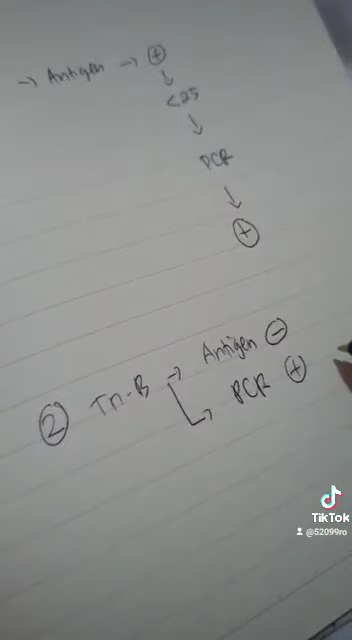 → Antigen → (+)
↓
<25
↓
PCR
↓
(+)
(2) Tn.B → Antigen (-)
→ PCR (+)
TikTok
@52099ro